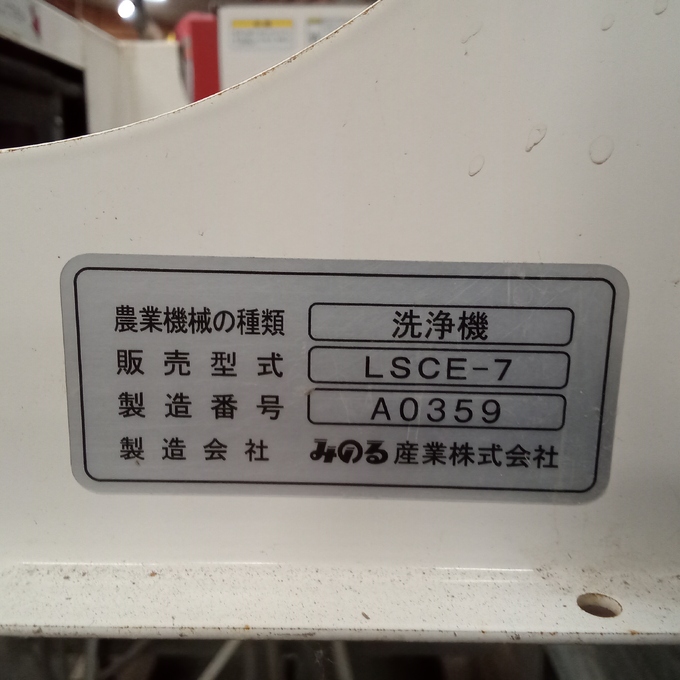 農業機械の種類 洗浄機
販売型式 LSCE-7
製造番号 A0359
製造会社 みのる産業株式会社